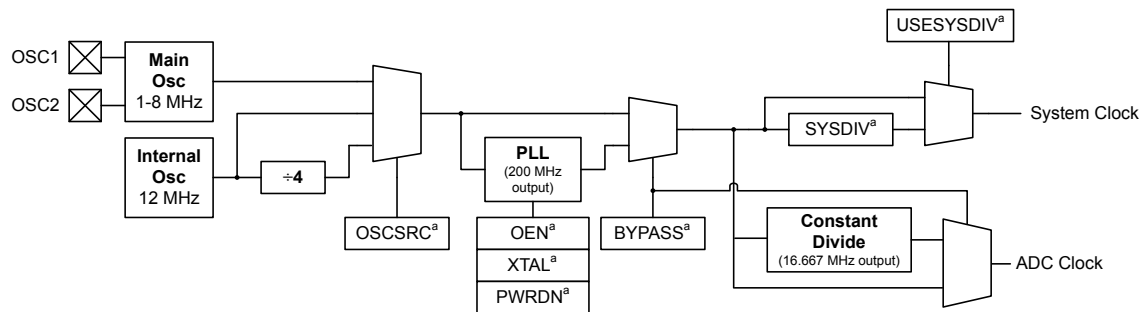 USESYSDIVᵃ
OSC1
OSC2
Main
Osc
1-8 MHz
Internal
Osc
12 MHz
÷4
OSCSRCᵃ
PLL
(200 MHz
output)
OENᵃ
XTALᵃ
PWRDNᵃ
BYPASSᵃ
SYSDIVᵃ
System Clock
Constant
Divide
(16.667 MHz output)
ADC Clock